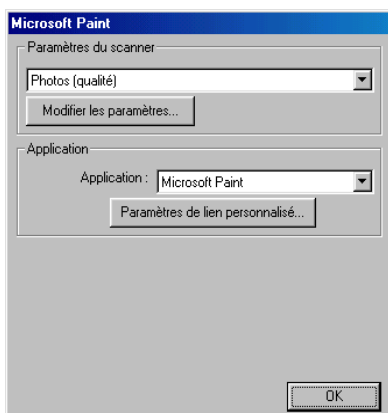 Microsoft Paint
Paramètres du scanner
Photos (qualité)
Modifier les paramètres...
Application
Application : Microsoft Paint
Paramètres de lien personnalisé...
OK